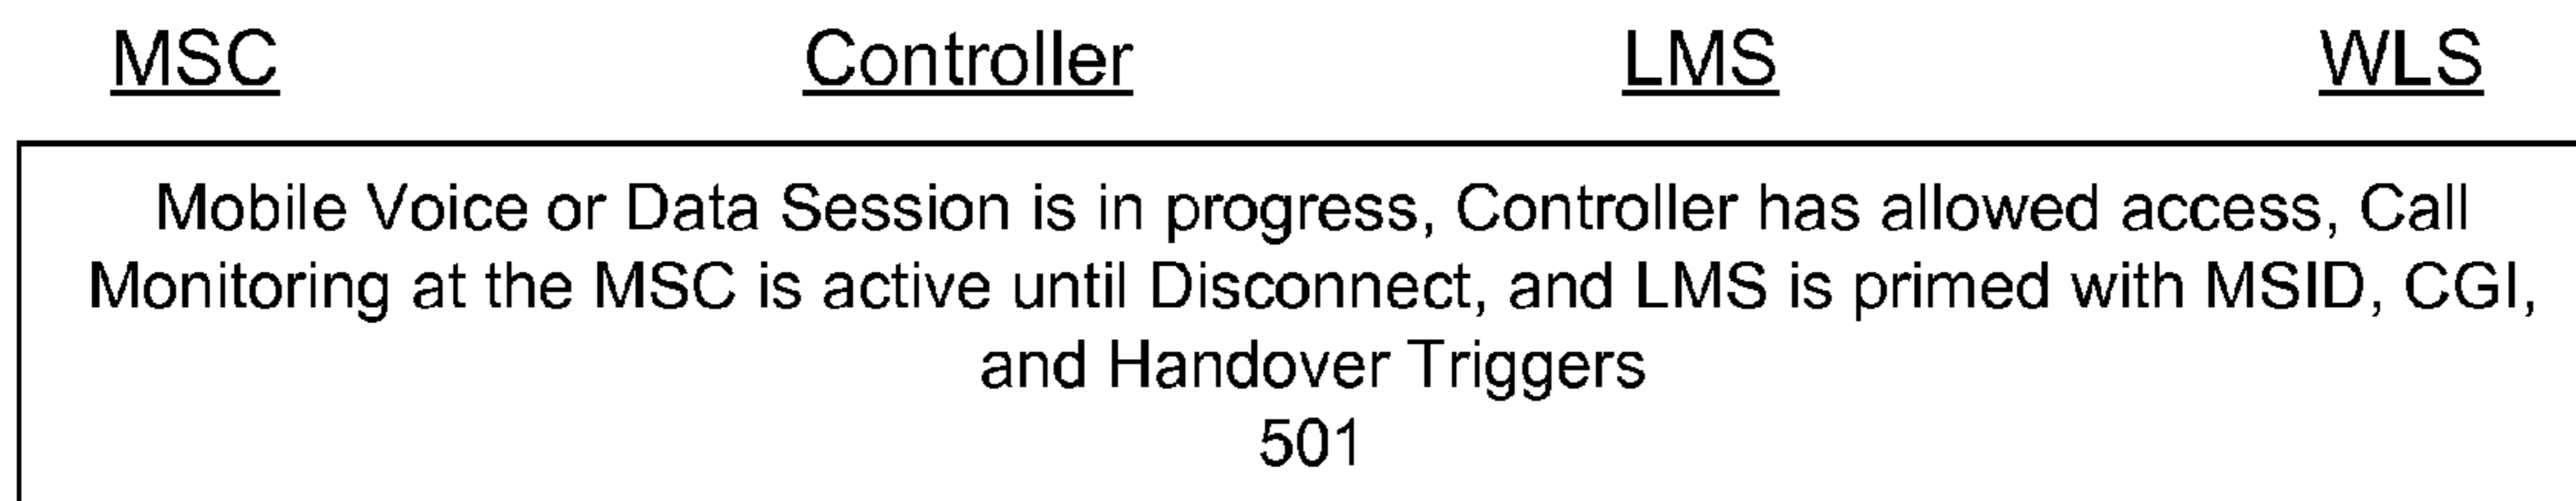 MSC Controller LMS WLS
Mobile Voice or Data Session is in progress, Controller has allowed access, Call
Monitoring at the MSC is active until Disconnect, and LMS is primed with MSID, CGI,
and Handover Triggers
501